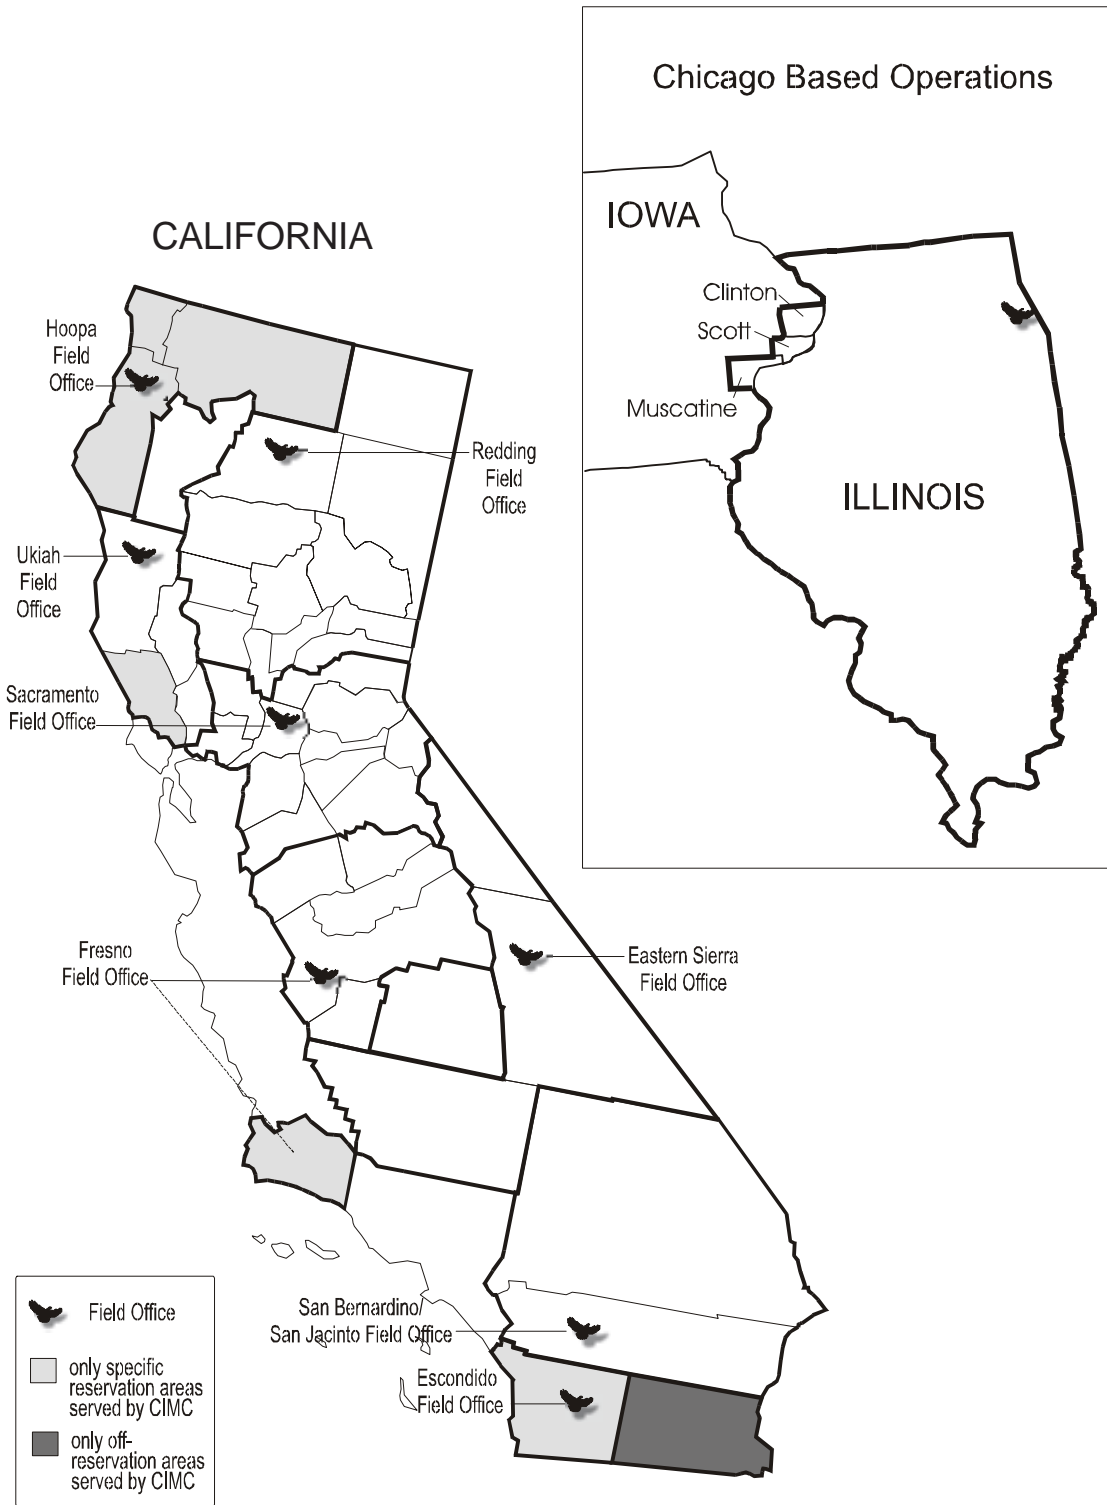 Chicago Based Operations
IOWA
Clinton
Scott
Muscatine
ILLINOIS
CALIFORNIA
Hoopa
Field
Office
Redding
Field
Office
Ukiah
Field
Office
Sacramento
Field Office
Fresno
Field Office
Eastern Sierra
Field Office
San Bernardino/
San Jacinto Field Office
Escondido
Field Office
Field Office
only specific
reservation areas
served by CIMC
only off-
reservation areas
served by CIMC